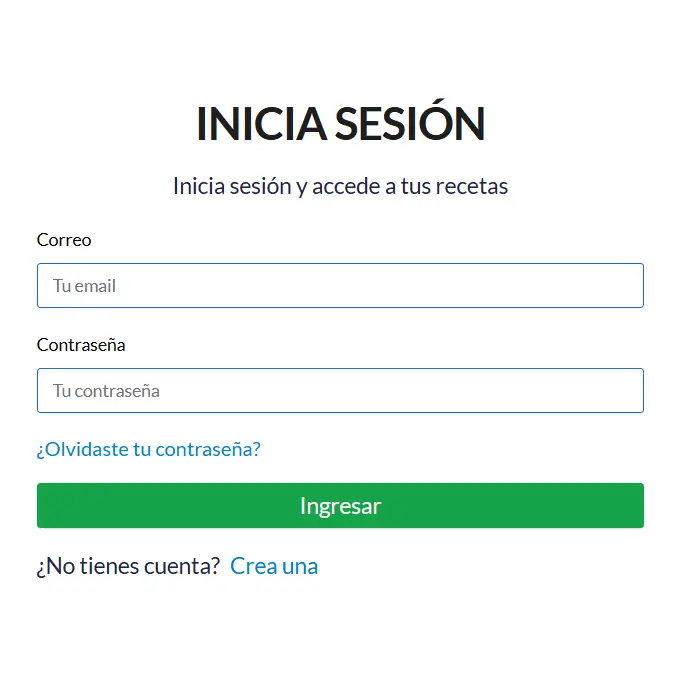 INICIA SESIÓN
Inicia sesión y accede a tus recetas
Correo
Tu email
Contraseña
Tu contraseña
¿Olvidaste tu contraseña?
Ingresar
¿No tienes cuenta? Crea una